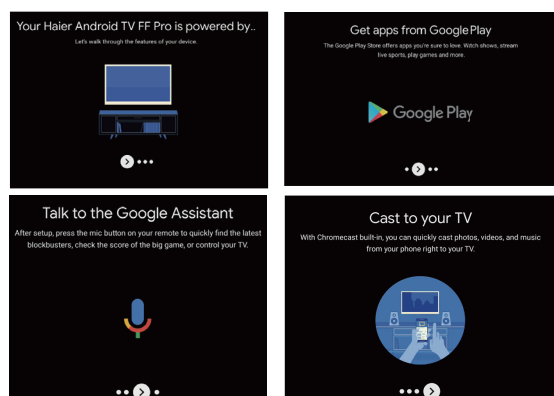 Your Haier Android TV FF Pro is powered by..
Let's walk through the features of your device.
Get apps from Google Play
The Google Play Store offers apps you're sure to love. Witch shows, stream
live sports, play games and more.
Google Play
Talk to the Google Assistant
After setup, press the mic button on your remote to quickly find the latest
blockbusters, check the score of the big game, or control your TV.
Cast to your TV
With Chromecast built-in, you can quickly cast photos, videos, and music
from your phone right to your TV.